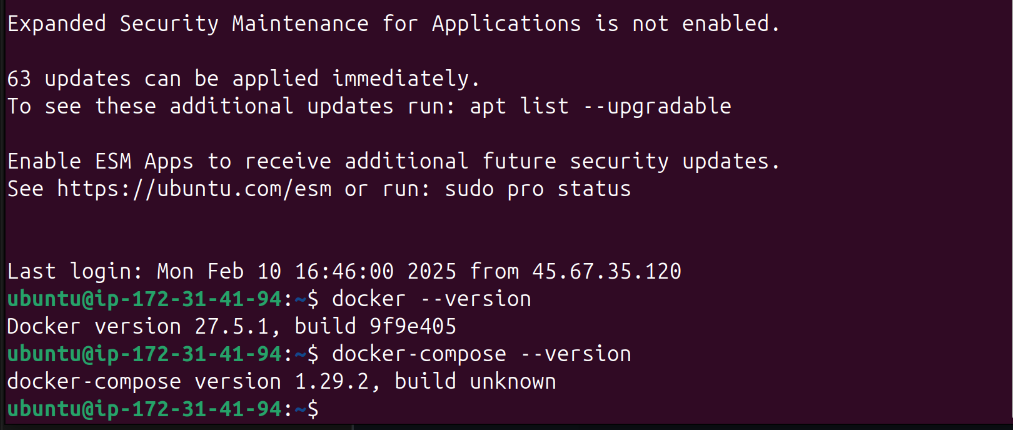 Expanded Security Maintenance for Applications is not enabled.
63 updates can be applied immediately.
To see these additional updates run: apt list --upgradable
Enable ESM Apps to receive additional future security updates.
See https://ubuntu.com/esm or run: sudo pro status
Last login: Mon Feb 10 16:46:00 2025 from 45.67.35.120
ubuntu@ip-172-31-41-94:~$ docker --version
Docker version 27.5.1, build 9f9e405
ubuntu@ip-172-31-41-94:~$ docker-compose --version
docker-compose version 1.29.2, build unknown
ubuntu@ip-172-31-41-94:~$